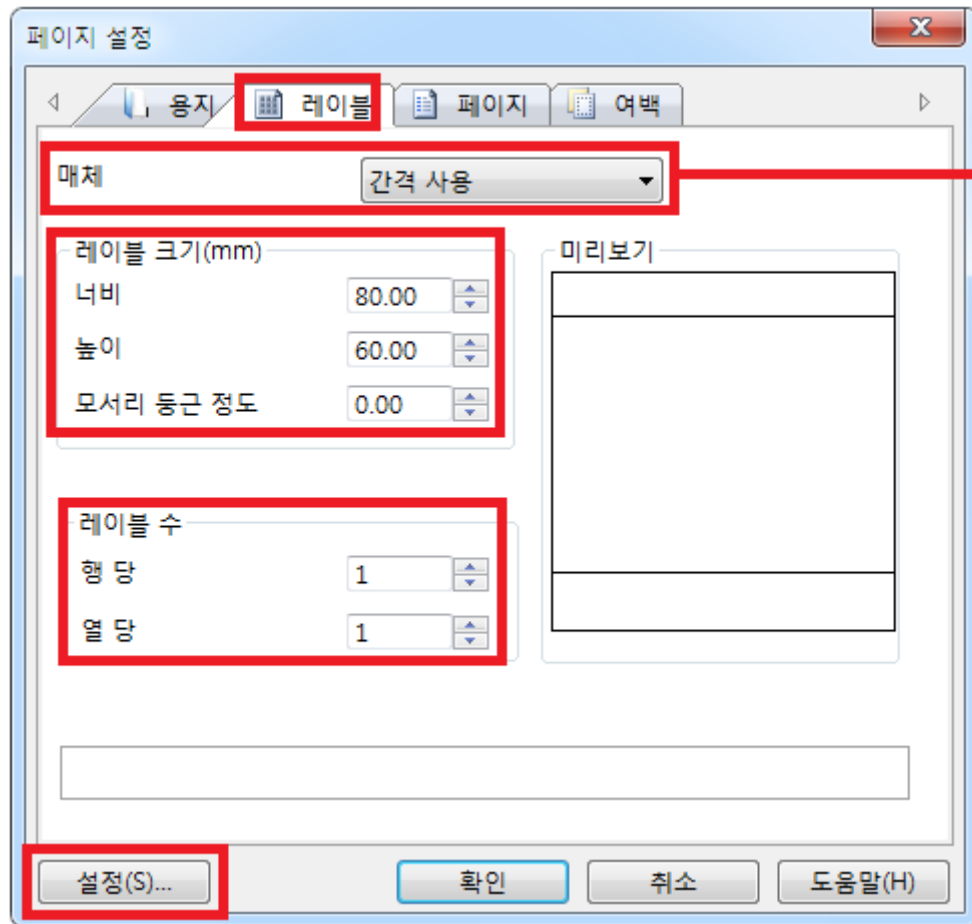 페이지 설정
용지 레이블 페이지 여백
매체 간격 사용
레이블 크기(mm) 미리보기
너비 80.00
높이 60.00
모서리 둥근 정도 0.00
레이블 수
행 당 1
열 당 1
설정(S)... 확인 취소 도움말(H)